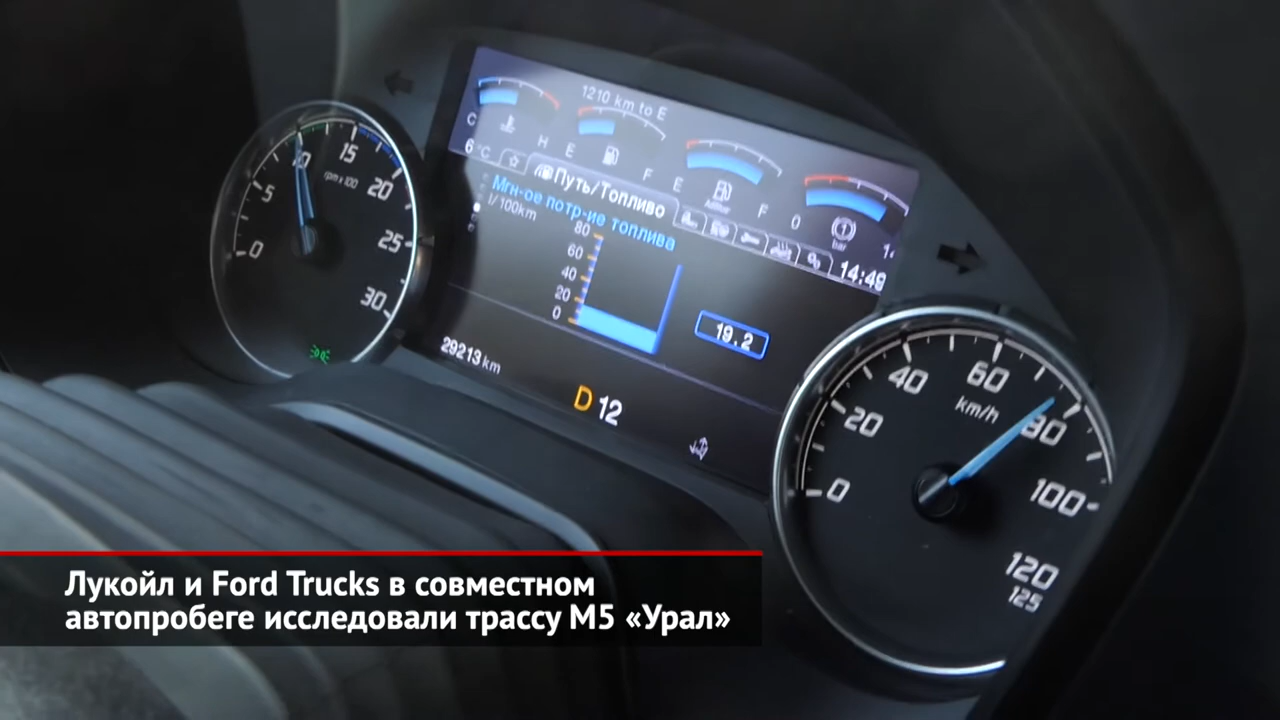 1210 km to E
C H E F E F 0
AdBlue
bar
6 °C
Путь/Топливо
Мгн-ое потр-ие топлива
l/100km
14:49
80
60
40
20
0
19.2
29213 km
D 12
0 5 10 15 20 25 30
rpm x 100
0 20 40 60 80 100 120
125
km/h
Лукойл и Ford Trucks в совместном
автопробеге исследовали трассу М5 «Урал»